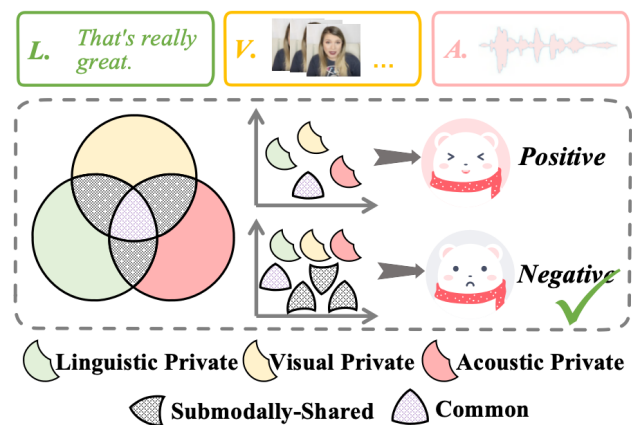 L. That's really great.
V. ...
A.
Positive
Negative
Linguistic Private Visual Private Acoustic Private
Submodally-Shared Common